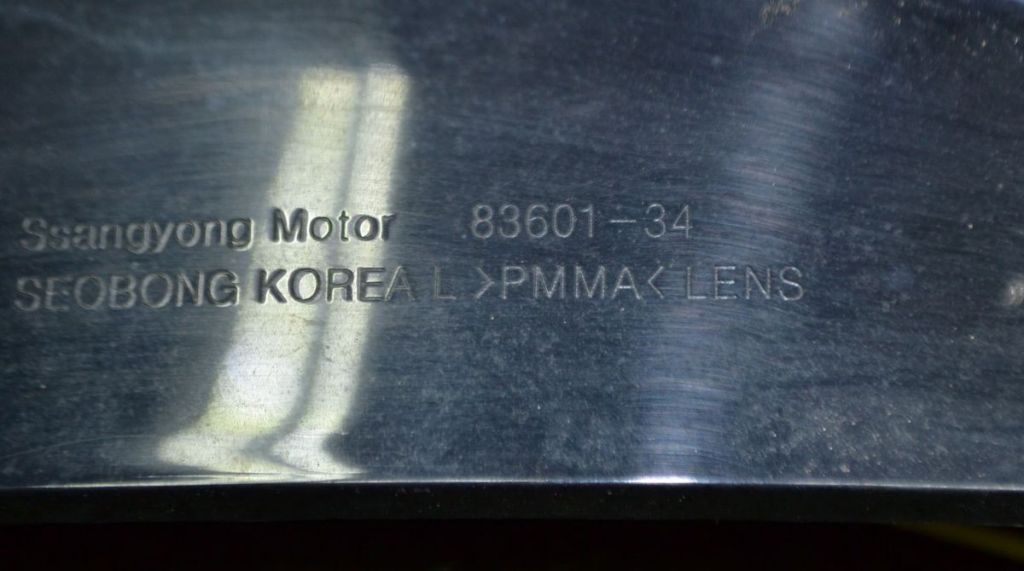 Ssangyong Motor 83601-34
SEOBONG KOREA L >PMMA< LENS